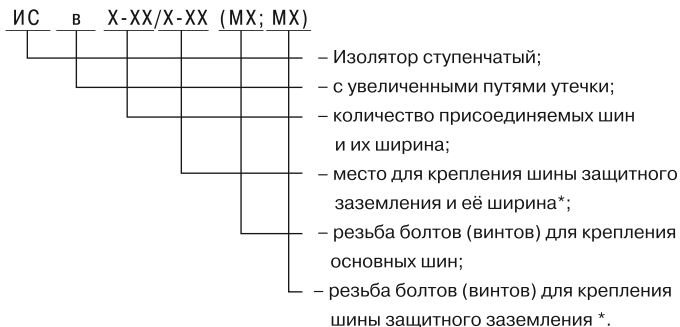 ИС в Х-ХХ/Х-ХХ (МХ; МХ)
– Изолятор ступенчатый;
– с увеличенными путями утечки;
– количество присоединяемых шин
и их ширина;
– место для крепления шины защитного
заземления и её ширина*;
– резьба болтов (винтов) для крепления
основных шин;
– резьба болтов (винтов) для крепления
шины защитного заземления *.